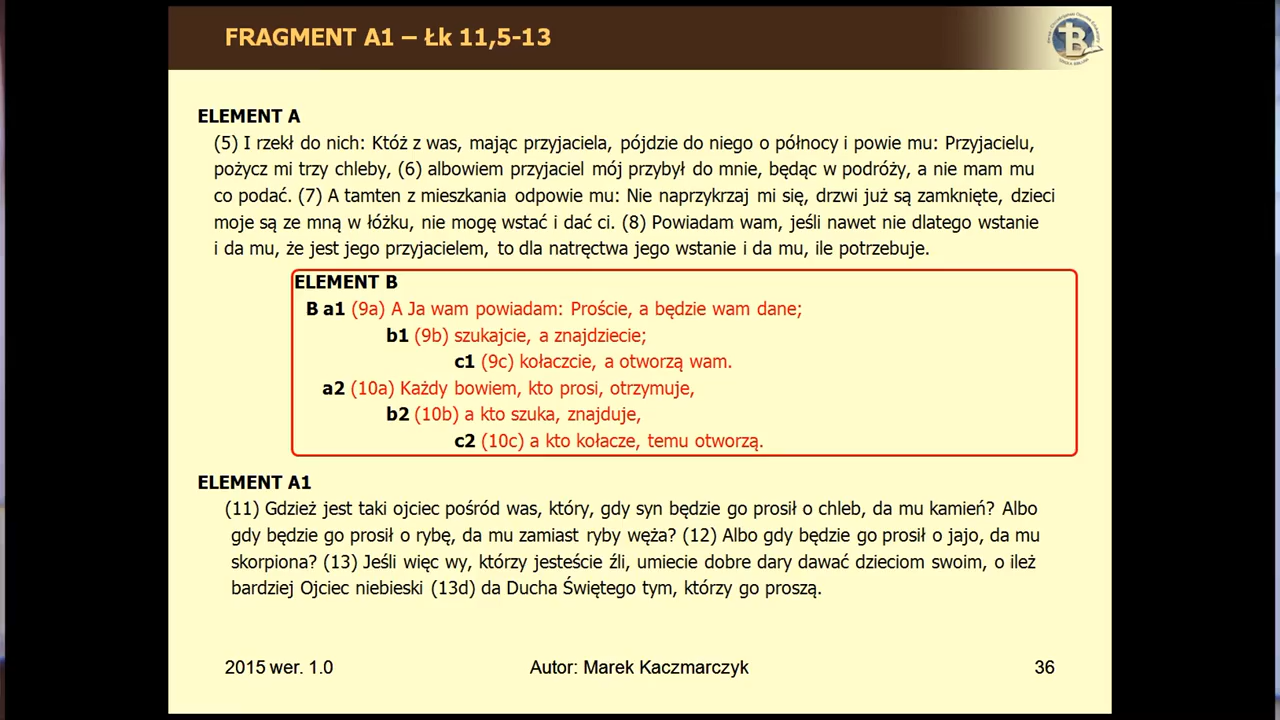 FRAGMENT A1 – Łk 11,5-13
B
ELEMENT A
(5) I rzekł do nich: Któż z was, mając przyjaciela, pójdzie do niego o północy i powie mu: Przyjacielu,
pożycz mi trzy chleby, (6) albowiem przyjaciel mój przybył do mnie, będąc w podróży, a nie mam mu
co podać. (7) A tamten z mieszkania odpowie mu: Nie naprzykrzaj mi się, drzwi już są zamknięte, dzieci
moje są ze mną w łóżku, nie mogę wstać i dać ci. (8) Powiadam wam, jeśli nawet nie dlatego wstanie
i da mu, że jest jego przyjacielem, to dla natręctwa jego wstanie i da mu, ile potrzebuje.
ELEMENT B
B a1 (9a) A Ja wam powiadam: Proście, a będzie wam dane;
b1 (9b) szukajcie, a znajdziecie;
c1 (9c) kołaczcie, a otworzą wam.
a2 (10a) Każdy bowiem, kto prosi, otrzymuje,
b2 (10b) a kto szuka, znajduje,
c2 (10c) a kto kołacze, temu otworzą.
ELEMENT A1
(11) Gdzież jest taki ojciec pośród was, który, gdy syn będzie go prosił o chleb, da mu kamień? Albo
gdy będzie go prosił o rybę, da mu zamiast ryby węża? (12) Albo gdy będzie go prosił o jajo, da mu
skorpiona? (13) Jeśli więc wy, którzy jesteście źli, umiecie dobre dary dawać dzieciom swoim, o ileż
bardziej Ojciec niebieski (13d) da Ducha Świętego tym, którzy go proszą.
2015 wer. 1.0 Autor: Marek Kaczmarczyk 36